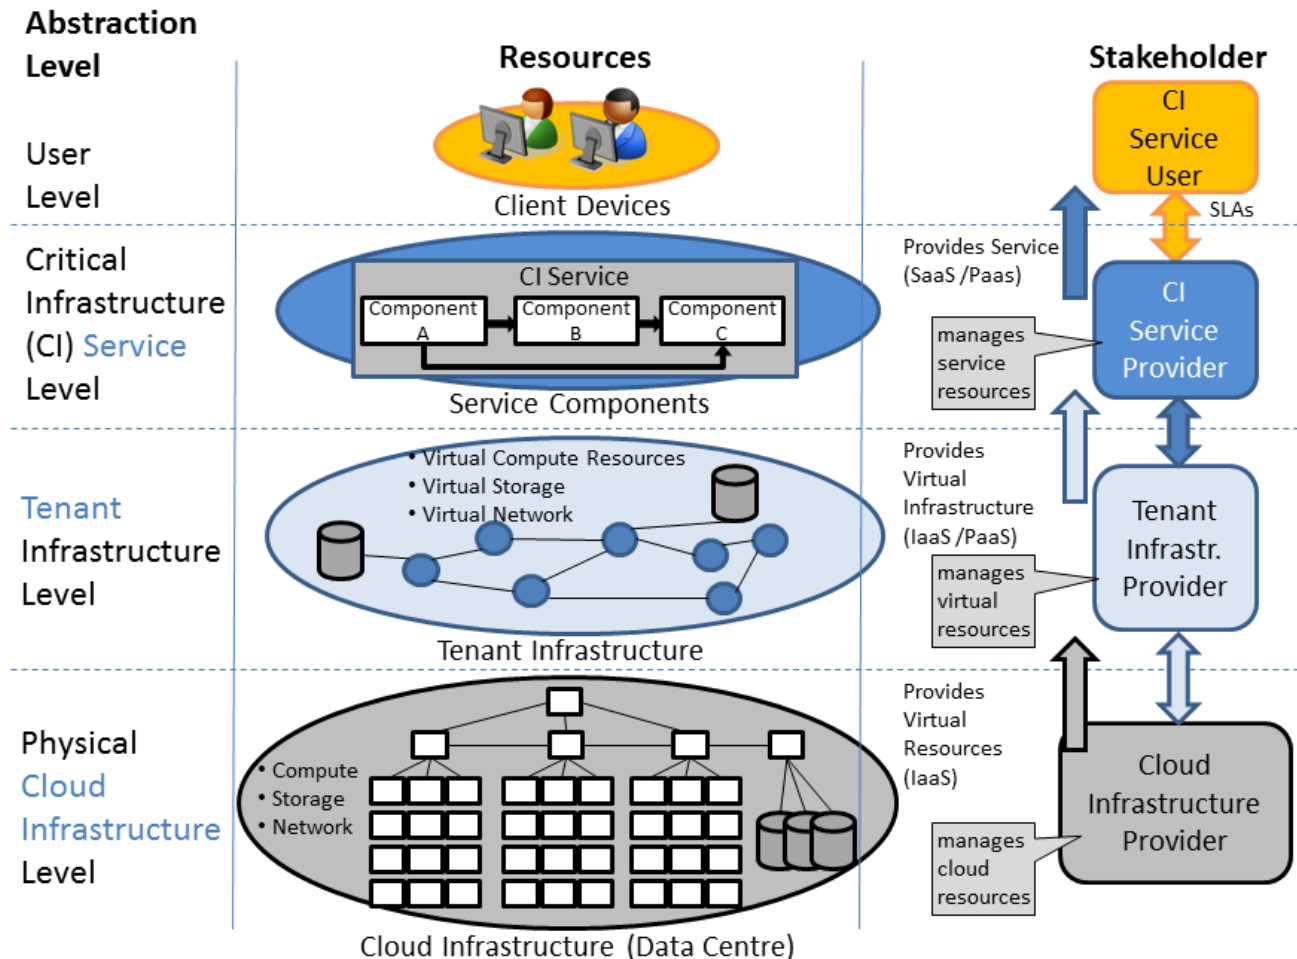 Abstraction
Level
Resources
Stakeholder
User
Level
Client Devices
CI
Service
User
SLAs
Critical
Infrastructure
(CI) Service
Level
CI Service
Component
A
Component
B
Component
C
Service Components
Provides Service
(SaaS /Paas)
manages
service
resources
CI
Service
Provider
Tenant
Infrastructure
Level
• Virtual Compute Resources
• Virtual Storage
• Virtual Network
Tenant Infrastructure
Provides
Virtual
Infrastructure
(IaaS /PaaS)
manages
virtual
resources
Tenant
Infrastr.
Provider
Physical
Cloud
Infrastructure
Level
• Compute
• Storage
• Network
Cloud Infrastructure (Data Centre)
Provides
Virtual
Resources
(IaaS)
manages
cloud
resources
Cloud
Infrastructure
Provider